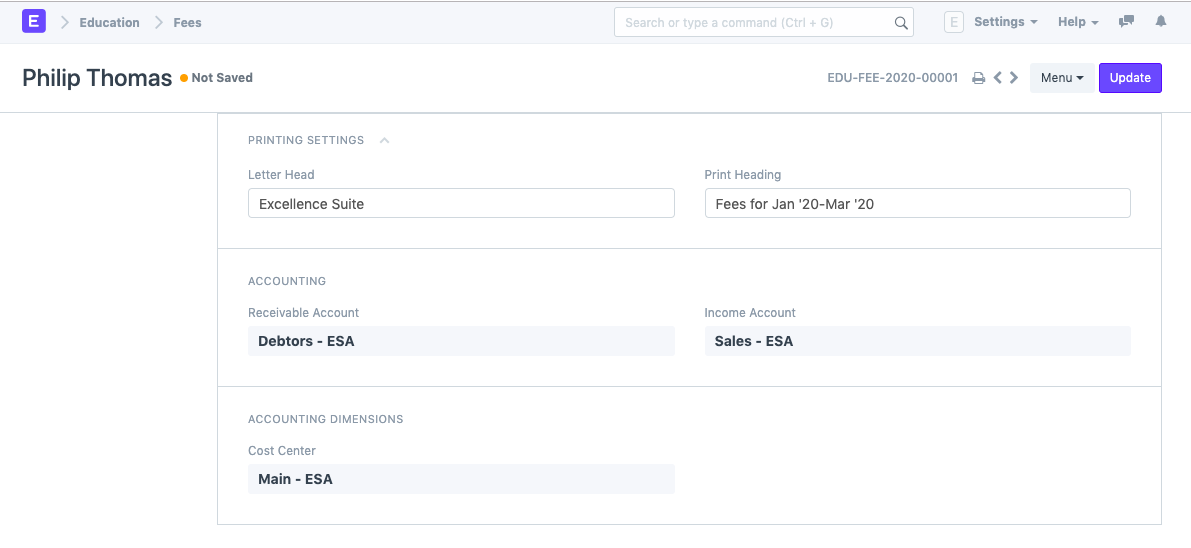 E Education Fees Search or type a command (Ctrl + G) E Settings Help
Philip Thomas Not Saved EDU-FEE-2020-00001 Menu Update
PRINTING SETTINGS
Letter Head Print Heading
Excellence Suite Fees for Jan '20-Mar '20
ACCOUNTING
Receivable Account Income Account
Debtors - ESA Sales - ESA
ACCOUNTING DIMENSIONS
Cost Center
Main - ESA